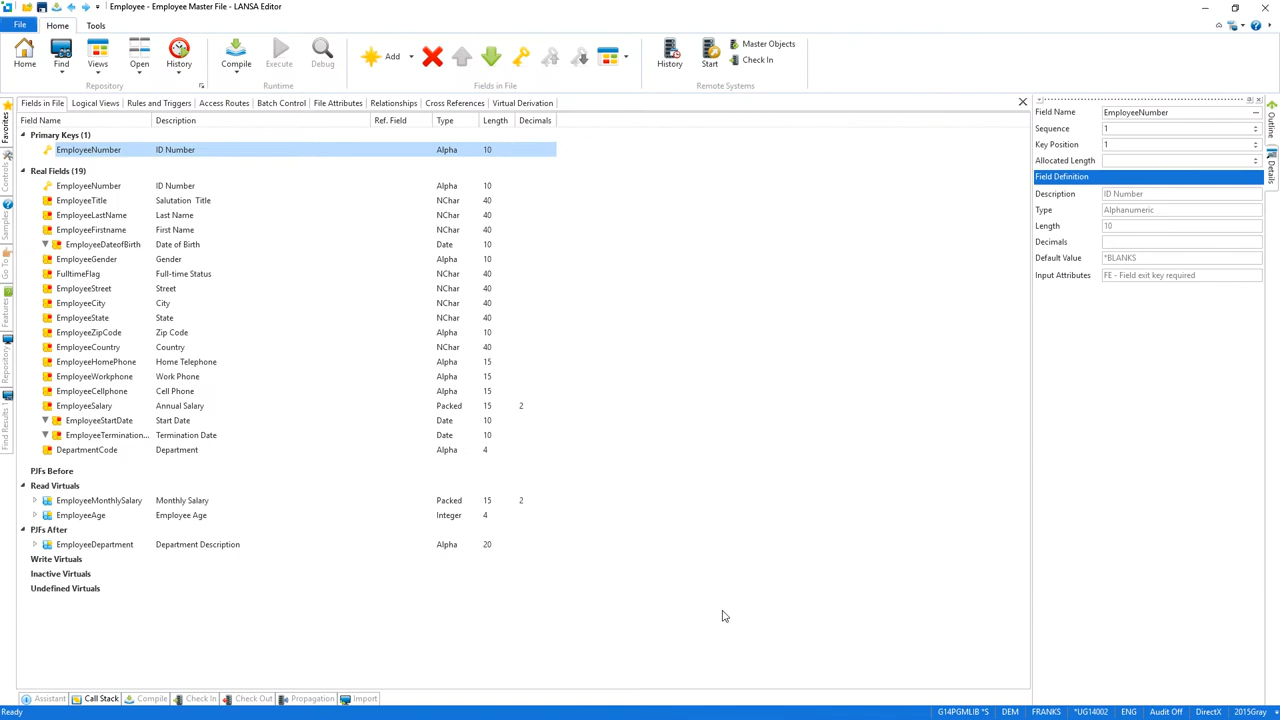 Employee - Employee Master File - LANSA Editor
File Home Tools
Home Find Views Open History Compile Execute Debug Add History Start Master Objects
Check In
Repository Runtime Fields in File Remote Systems
Fields in File Logical Views Rules and Triggers Access Routes Batch Control File Attributes Relationships Cross References Virtual Derivation
Field Name Description Ref. Field Type Length Decimals
Primary Keys (1)
EmployeeNumber ID Number Alpha 10
Real Fields (19)
EmployeeNumber ID Number Alpha 10
EmployeeTitle Salutation Title NChar 40
EmployeeLastName Last Name NChar 40
EmployeeFirstname First Name NChar 40
EmployeeDateofBirth Date of Birth Date 10
EmployeeGender Gender Alpha 10
FulltimeFlag Full-time Status NChar 40
EmployeeStreet Street NChar 40
EmployeeCity City NChar 40
EmployeeState State NChar 40
EmployeeZipCode Zip Code Alpha 10
EmployeeCountry Country NChar 40
EmployeeHomePhone Home Telephone Alpha 15
EmployeeWorkphone Work Phone Alpha 15
EmployeeCellphone Cell Phone Alpha 15
EmployeeSalary Annual Salary Packed 15 2
EmployeeStartDate Start Date Date 10
EmployeeTermination... Termination Date Date 10
DepartmentCode Department Alpha 4
PJFs Before
Read Virtuals
EmployeeMonthlySalary Monthly Salary Packed 15 2
EmployeeAge Employee Age Integer 4
PJFs After
EmployeeDepartment Department Description Alpha 20
Write Virtuals
Inactive Virtuals
Undefined Virtuals
Field Name EmployeeNumber
Sequence 1
Key Position 1
Allocated Length
Field Definition
Description ID Number
Type Alphanumeric
Length 10
Decimals
Default Value *BLANKS
Input Attributes FE - Field exit key required
Favorites
Controls
Samples
Go To
Features
Repository
Find Results 1
Outline
Details
Assistant Call Stack Compile Check In Check Out Propagation Import
Ready G14PGMLIB *S DEM FRANKS *UG14002 ENG Audit Off DirectX 2015Gray